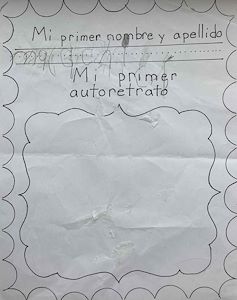 Mi primer nombre y apellido
Mi primer
autoretrato